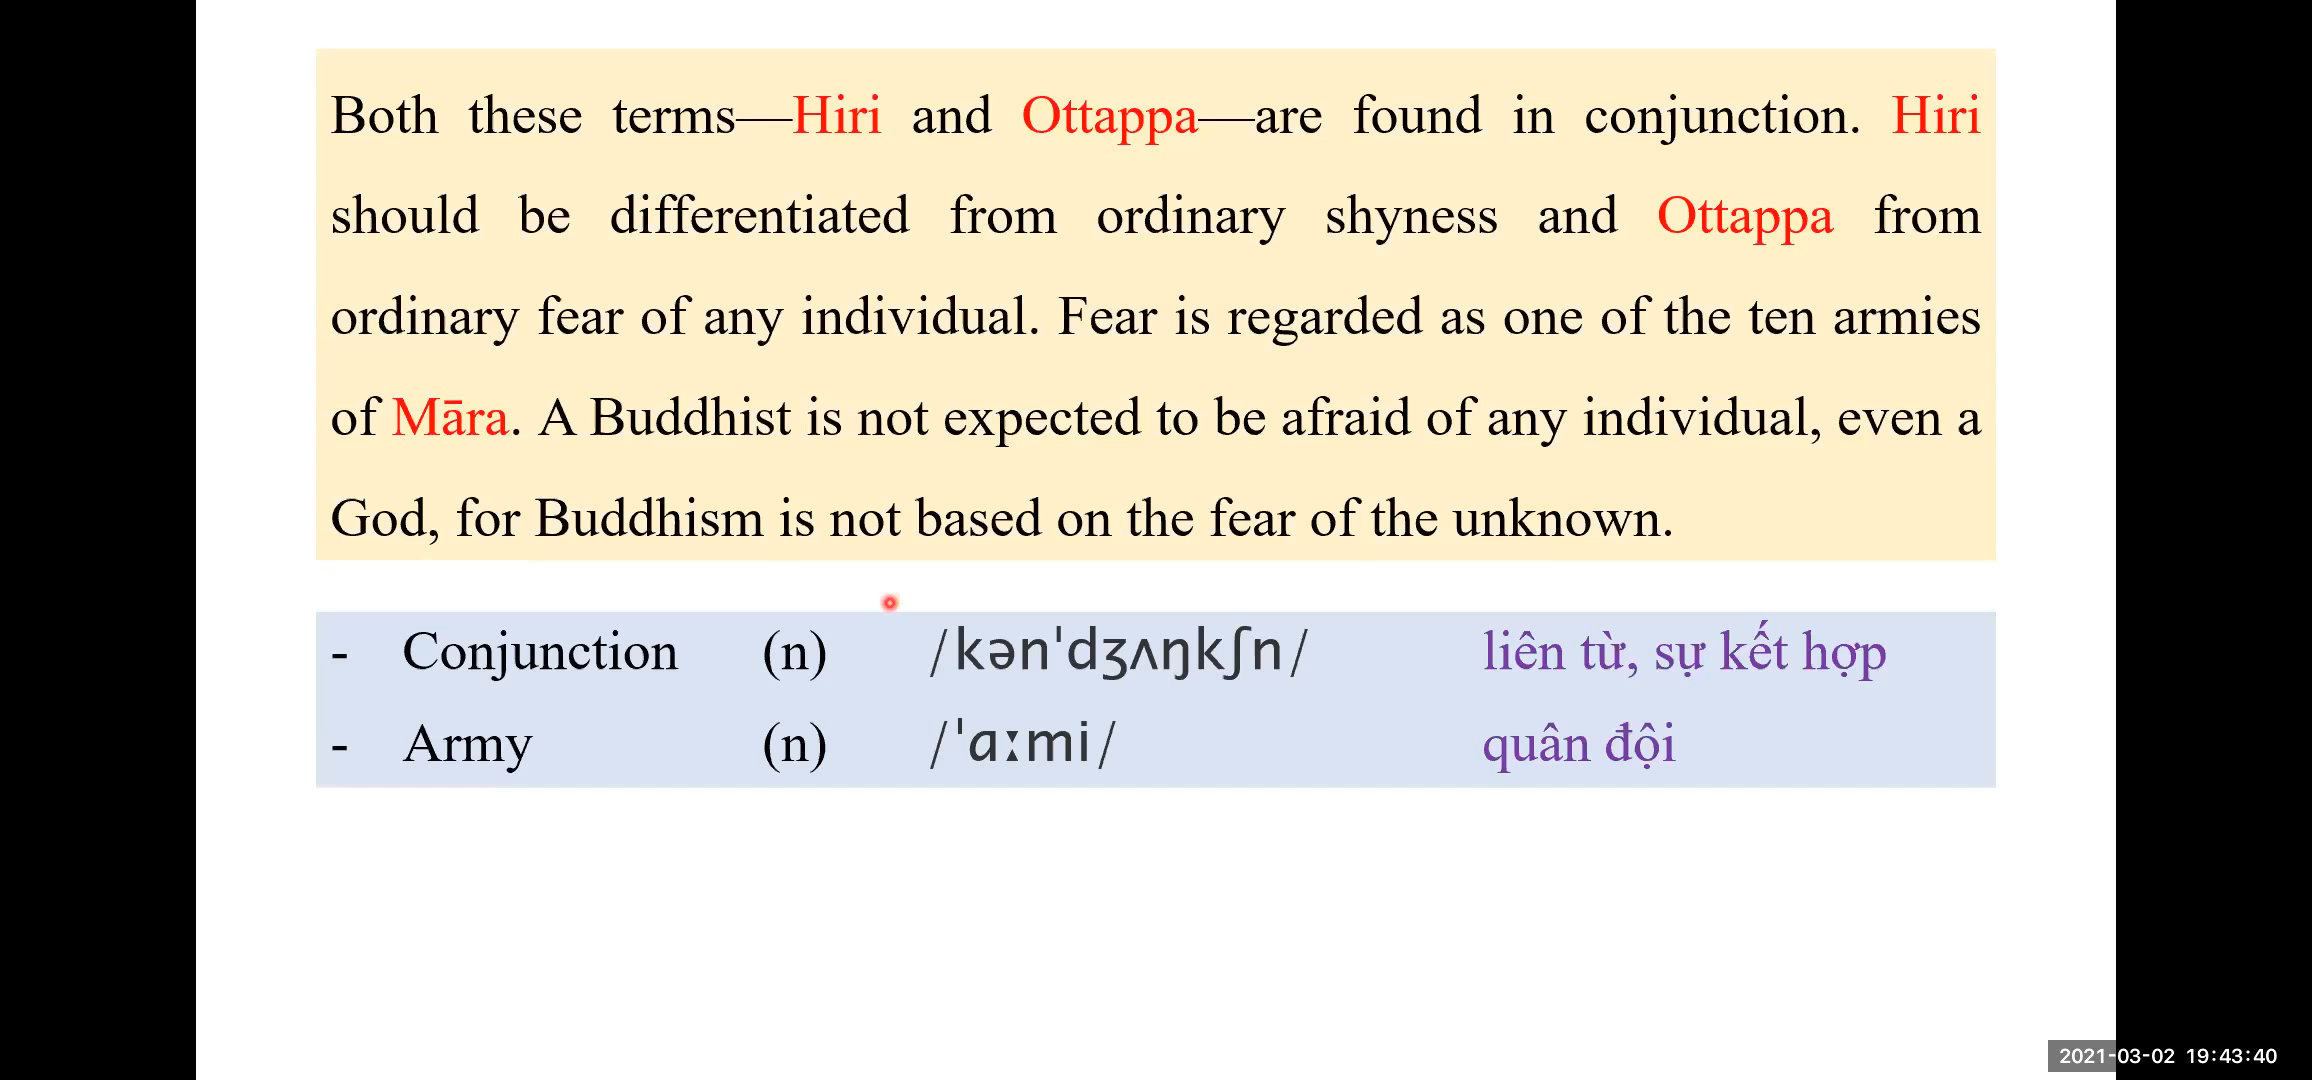 Both these terms—Hiri and Ottappa—are found in conjunction. Hiri
should be differentiated from ordinary shyness and Ottappa from
ordinary fear of any individual. Fear is regarded as one of the ten armies
of Māra. A Buddhist is not expected to be afraid of any individual, even a
God, for Buddhism is not based on the fear of the unknown.
- Conjunction (n) /kənˈdʒʌŋkʃn/ liên từ, sự kết hợp
- Army (n) /ˈɑːmi/ quân đội
2021-03-02 19:43:40